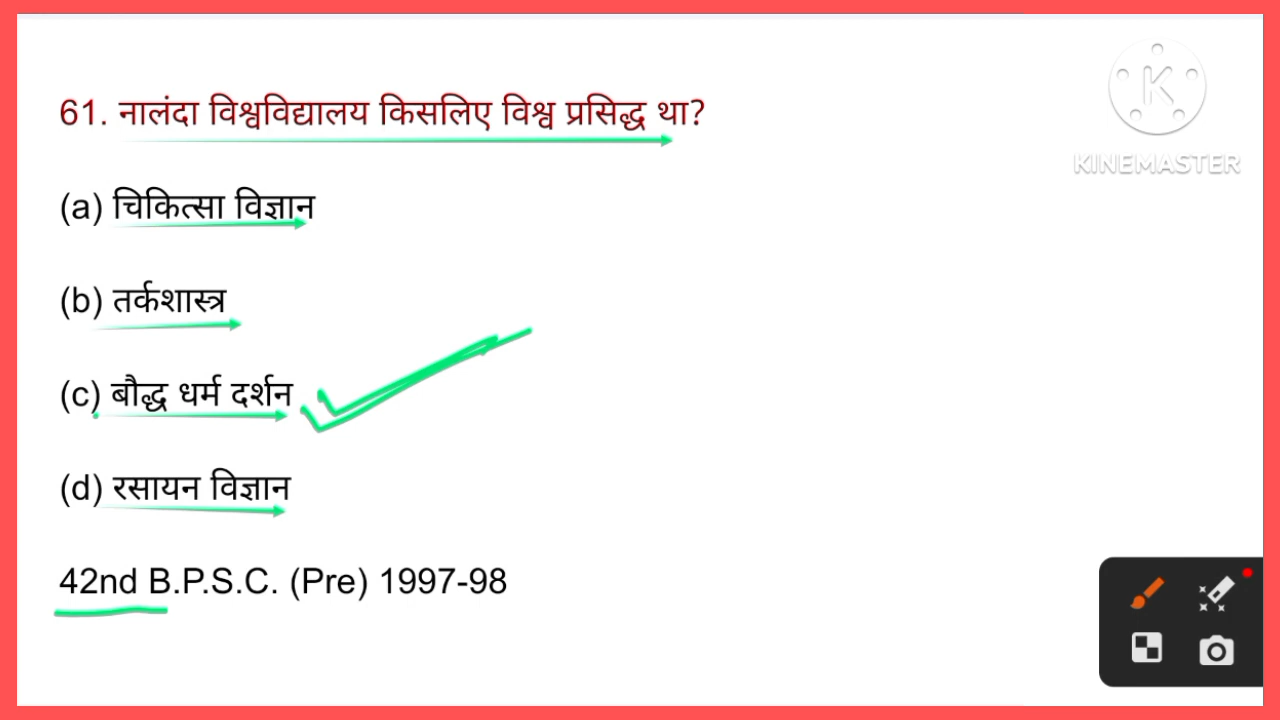 61. नालंदा विश्वविद्यालय किसलिए विश्व प्रसिद्ध था?
KINEMASTER
(a) चिकित्सा विज्ञान
(b) तर्कशास्त्र
(c) बौद्ध धर्म दर्शन
(d) रसायन विज्ञान
42nd B.P.S.C. (Pre) 1997-98